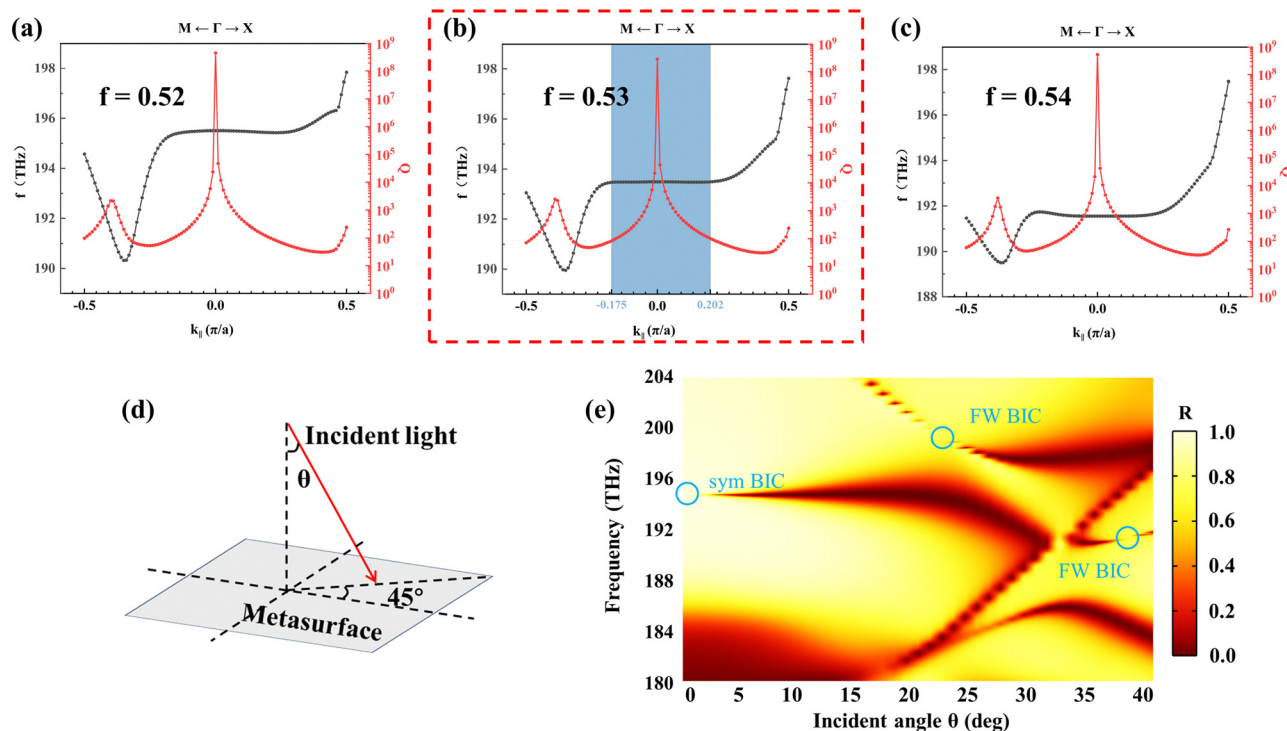 (a)
M ← Γ → X
f = 0.52
198
196
194
192
190
f (THz)
10⁹
10⁸
10⁷
10⁶
10⁵
10⁴
10³
10²
10¹
10⁰
Q
-0.5
0.0
0.5
k∥ (π/a)
(b)
M ← Γ → X
f = 0.53
198
196
194
192
190
f (THz)
10⁹
10⁸
10⁷
10⁶
10⁵
10⁴
10³
10²
10¹
10⁰
Q
-0.5
-0.175
0.0
0.202
0.5
k∥ (π/a)
(c)
M ← Γ → X
f = 0.54
198
196
194
192
190
188
f (THz)
10⁹
10⁸
10⁷
10⁶
10⁵
10⁴
10³
10²
10¹
10⁰
Q
-0.5
0.0
0.5
k∥ (π/a)
(d)
Incident light
θ
45°
Metasurface
(e)
204
200
196
192
188
184
180
Frequency (THz)
FW BIC
sym BIC
FW BIC
0
5
10
15
20
25
30
35
40
Incident angle θ (deg)
R
1.0
0.8
0.6
0.4
0.2
0.0